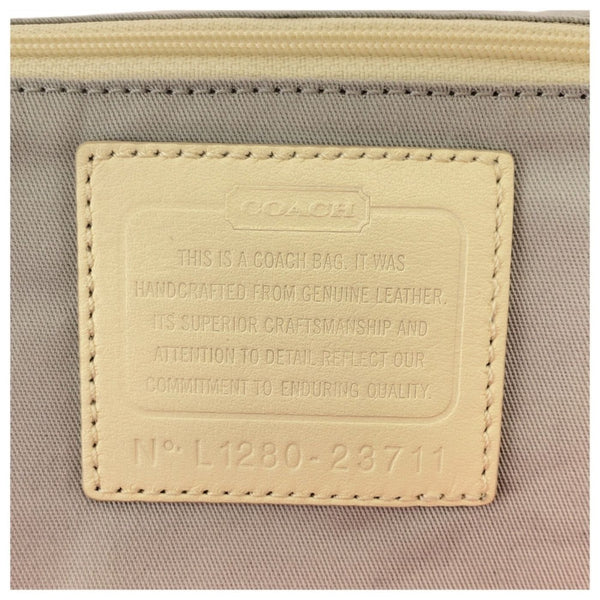 COACH
THIS IS A COACH BAG. IT WAS
HANDCRAFTED FROM GENUINE LEATHER.
ITS SUPERIOR CRAFTSMANSHIP AND
ATTENTION TO DETAIL REFLECT OUR
COMMITMENT TO ENDURING QUALITY.
Nº· L1280-23711